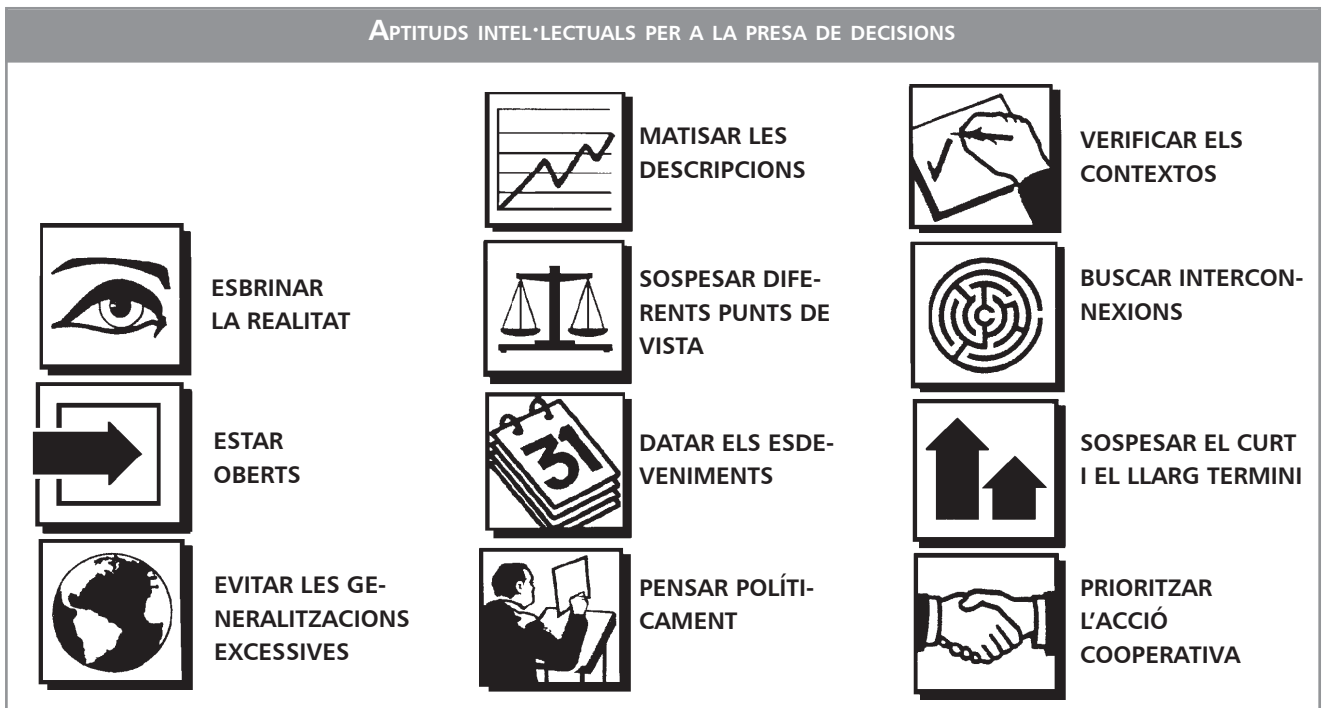 APTITUDS INTEL·LECTUALS PER A LA PRESA DE DECISIONS
ESBRINAR
LA REALITAT
ESTAR
OBERTS
EVITAR LES GE-
NERALITZACIONS
EXCESSIVES
MATISAR LES
DESCRIPCIONS
SOSPESAR DIFE-
RENTS PUNTS DE
VISTA
31
DATAR ELS ESDE-
VENIMENTS
PENSAR POLÍTI-
CAMENT
VERIFICAR ELS
CONTEXTOS
BUSCAR INTERCON-
NEXIONS
SOSPESAR EL CURT
I EL LLARG TERMINI
PRIORITZAR
L'ACCIÓ
COOPERATIVA